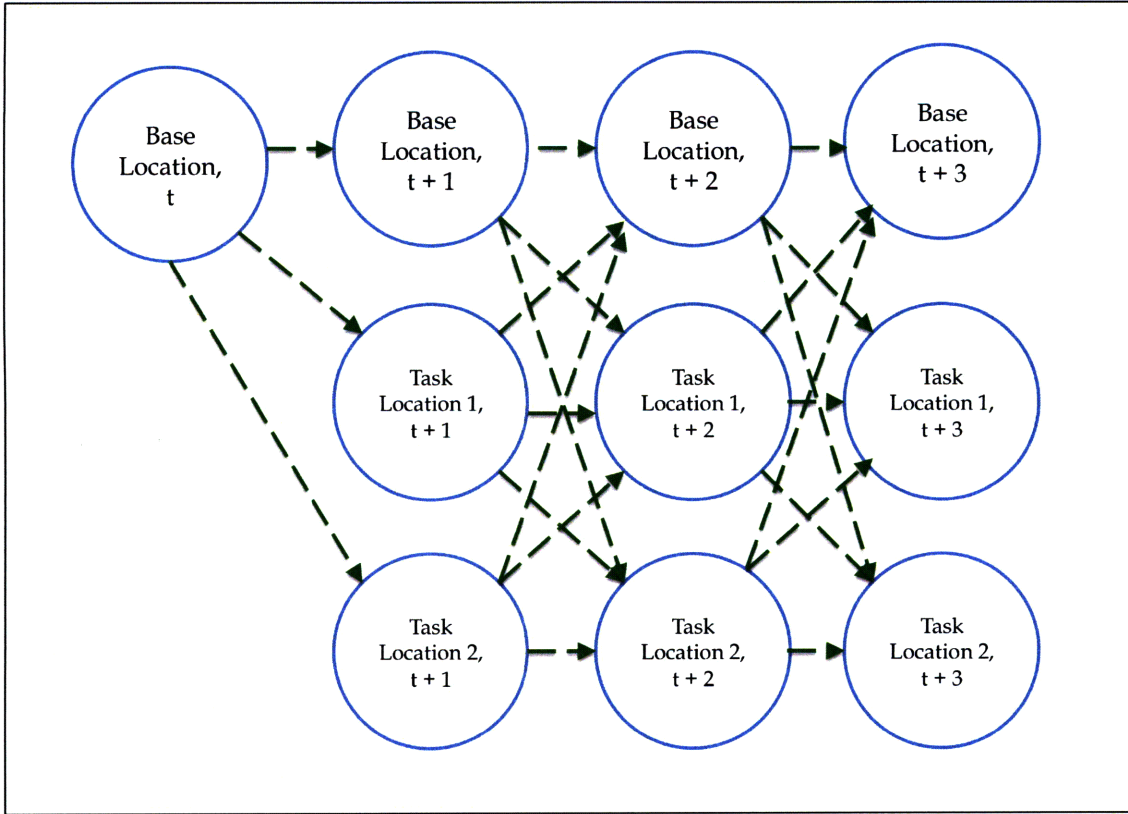 Base
Location,
t
Base
Location,
t + 1
Base
Location,
t + 2
Base
Location,
t + 3
Task
Location 1,
t + 1
Task
Location 1,
t + 2
Task
Location 1,
t + 3
Task
Location 2,
t + 1
Task
Location 2,
t + 2
Task
Location 2,
t + 3